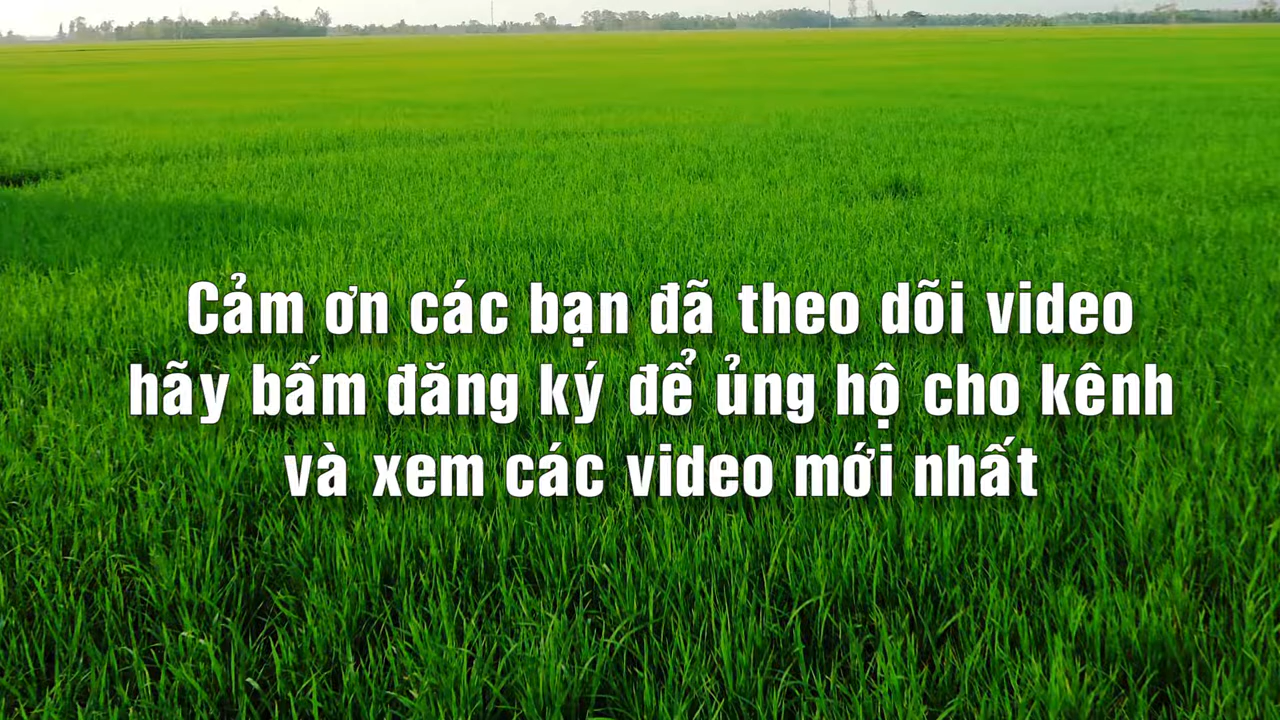 Cảm ơn các bạn đã theo dõi video
hãy bấm đăng ký để ủng hộ cho kênh
và xem các video mới nhất